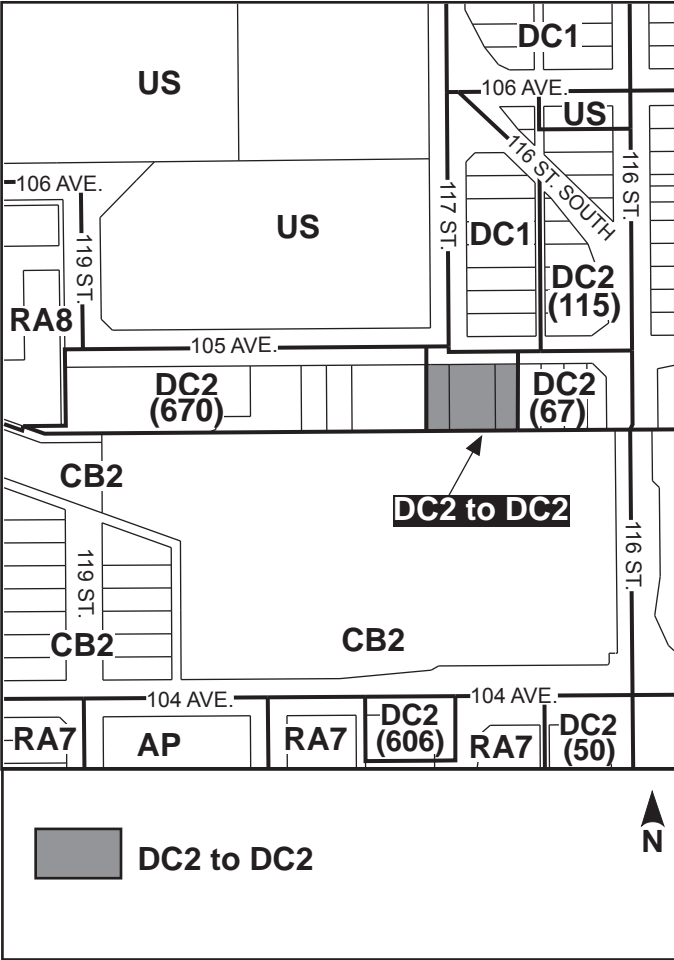 DC1
US
106 AVE.
US
116 ST. SOUTH
116 ST.
106 AVE.
117 ST.
US
DC1
119 ST.
DC2
(115)
RA8
105 AVE.
DC2
(670)
DC2
(67)
CB2
DC2 to DC2
119 ST.
116 ST.
CB2
CB2
104 AVE.
104 AVE.
RA7
AP
RA7
DC2
(606)
RA7
DC2
(50)
DC2 to DC2
N